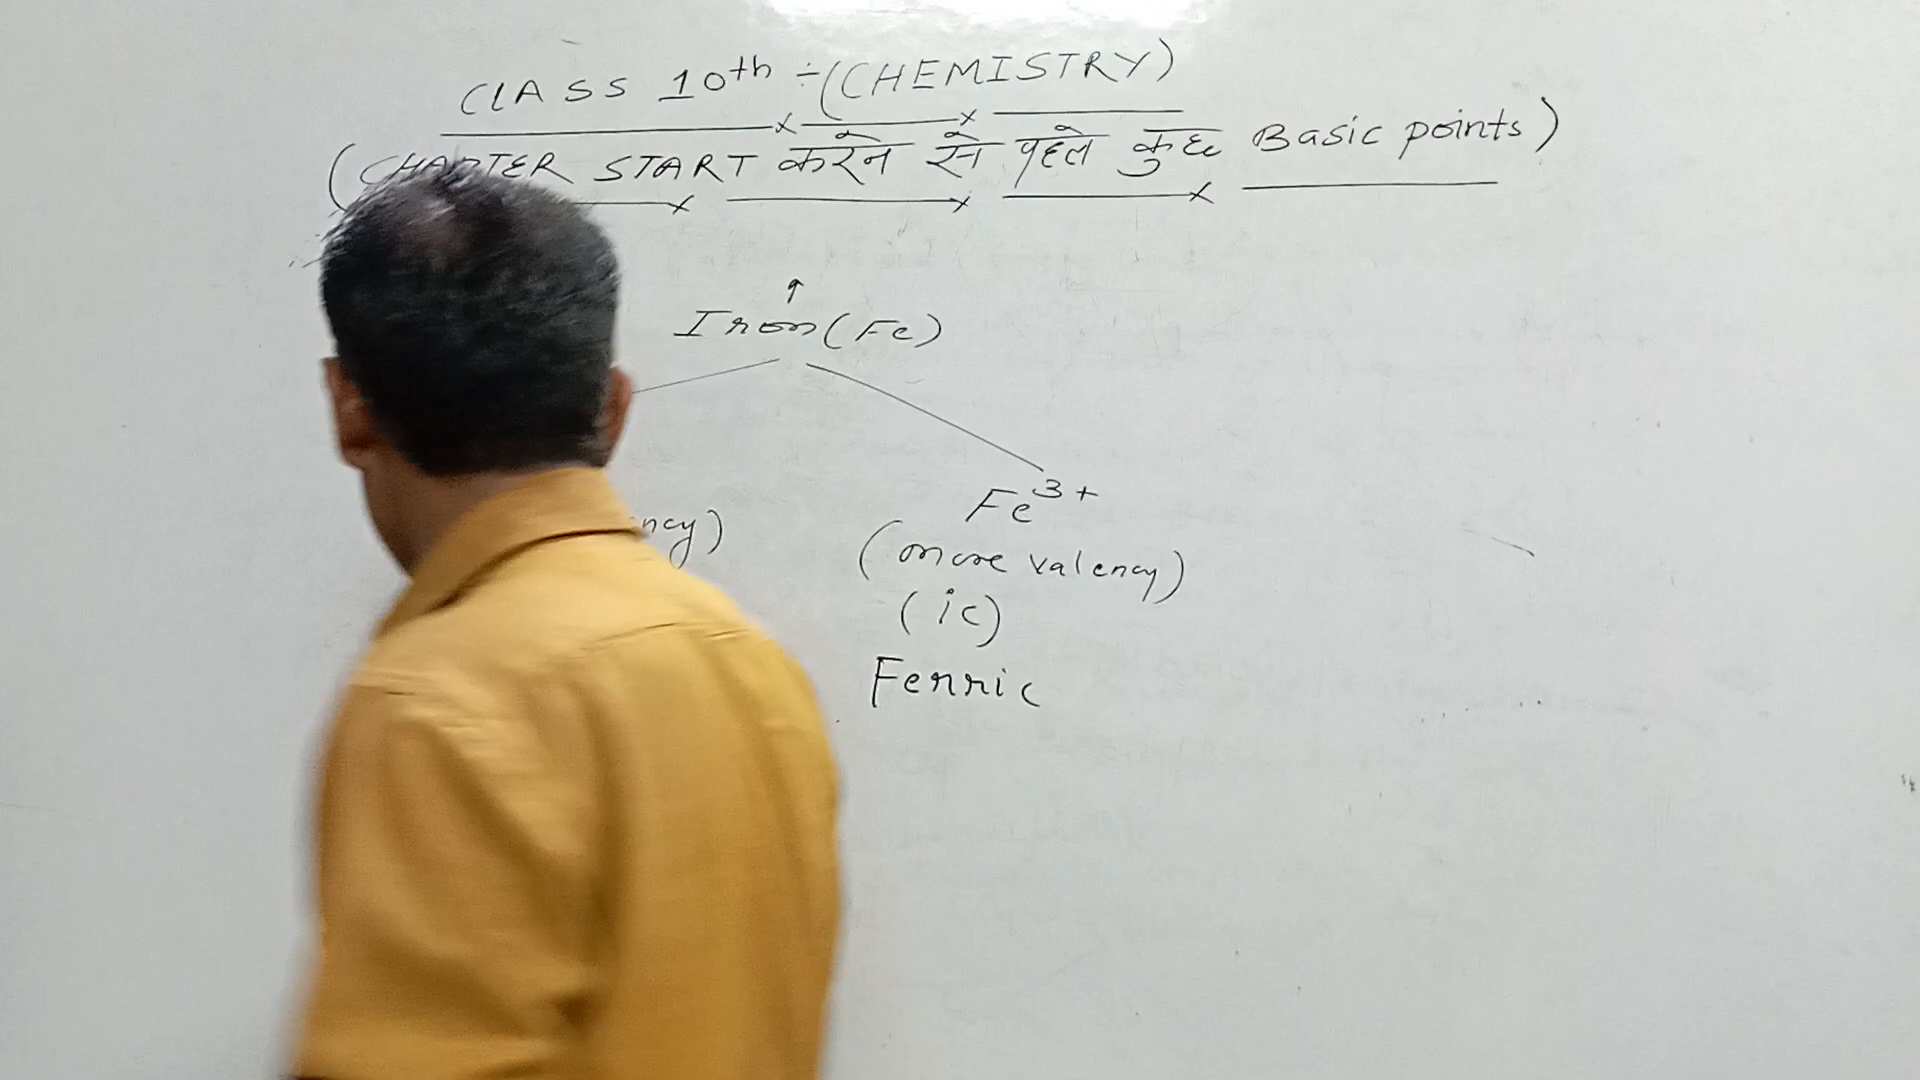 CLASS 10th ÷ (CHEMISTRY)
(CHAPTER START करने से पहले कुछ Basic points)
Iron (Fe)
Fe3+
ncy)
(more valency)
(ic)
Ferric